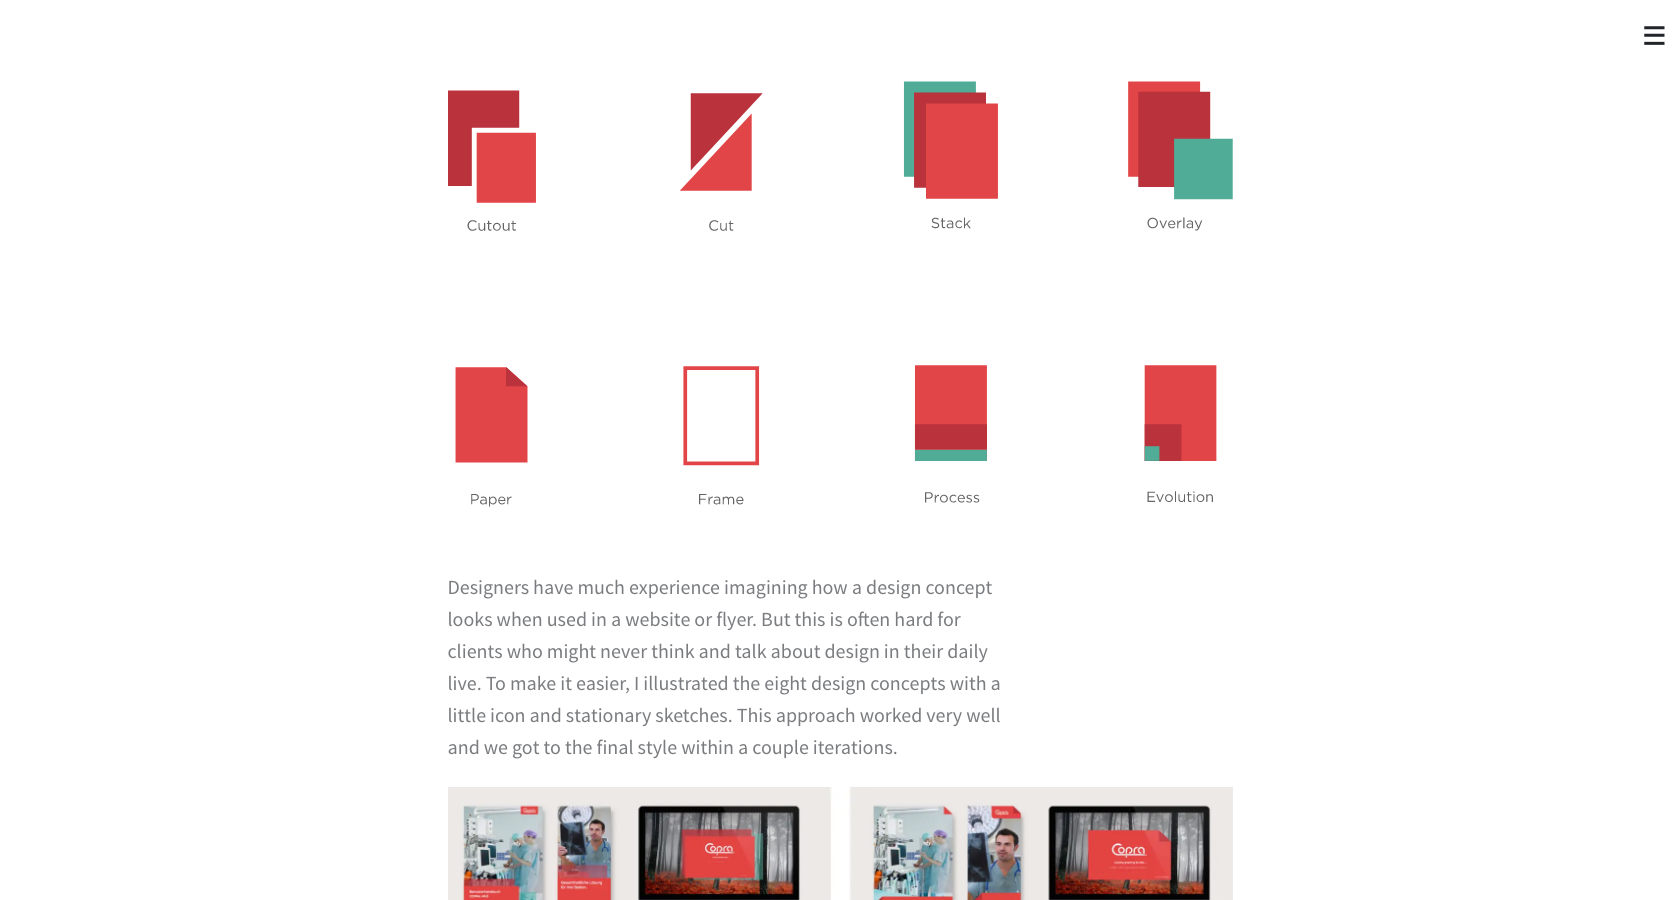 Cutout
Cut
Stack
Overlay
Paper
Frame
Process
Evolution
Designers have much experience imagining how a design concept
looks when used in a website or flyer. But this is often hard for
clients who might never think and talk about design in their daily
live. To make it easier, I illustrated the eight design concepts with a
little icon and stationary sketches. This approach worked very well
and we got to the final style within a couple iterations.
Copra
Copra